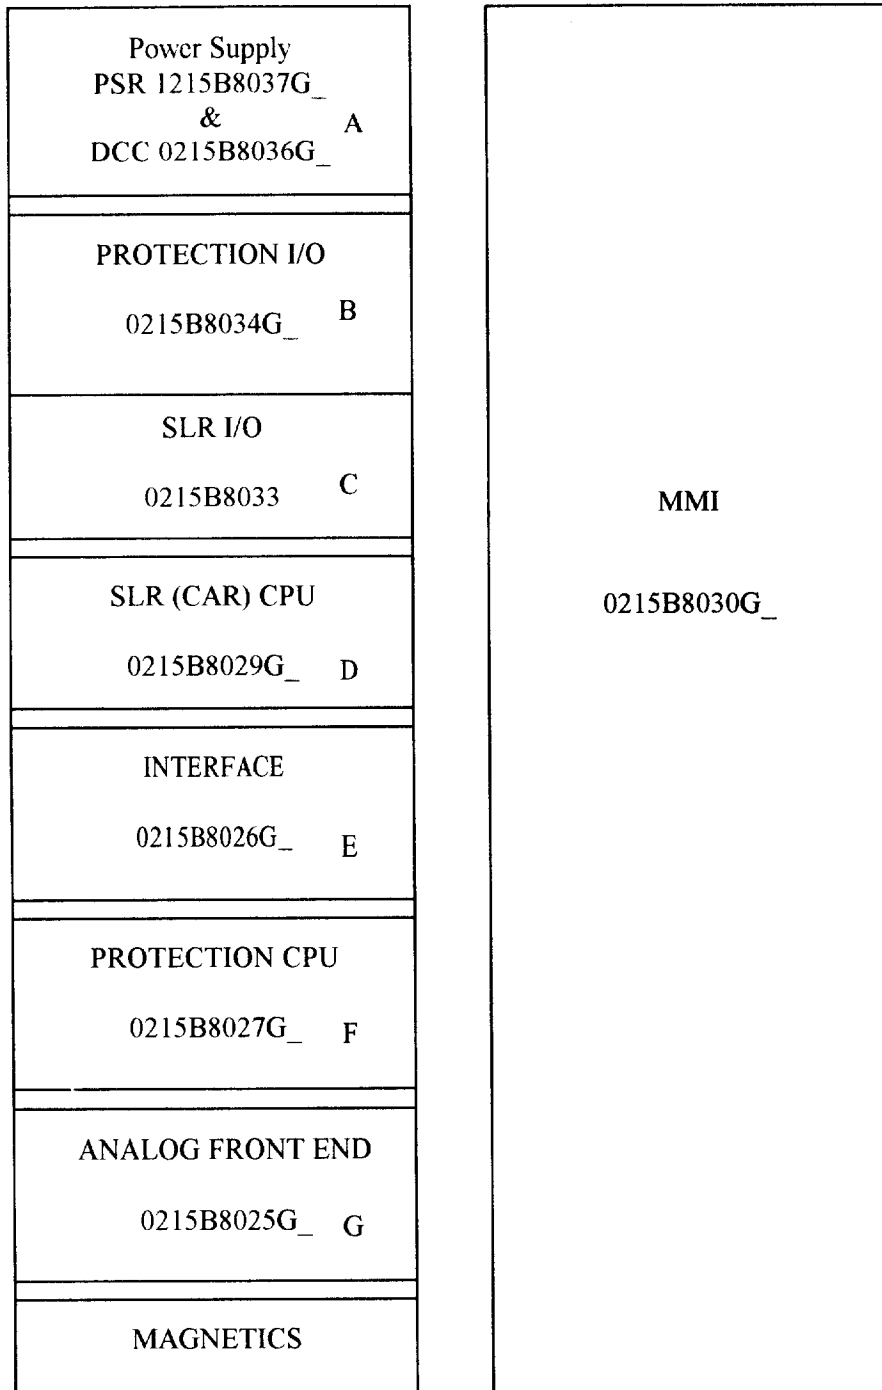 Power Supply
PSR 1215B8037G_
&
DCC 0215B8036G_
A
PROTECTION I/O
0215B8034G_
B
SLR I/O
0215B8033
C
SLR (CAR) CPU
0215B8029G_
D
INTERFACE
0215B8026G_
E
PROTECTION CPU
0215B8027G_
F
ANALOG FRONT END
0215B8025G_
G
MAGNETICS
MMI
0215B8030G_